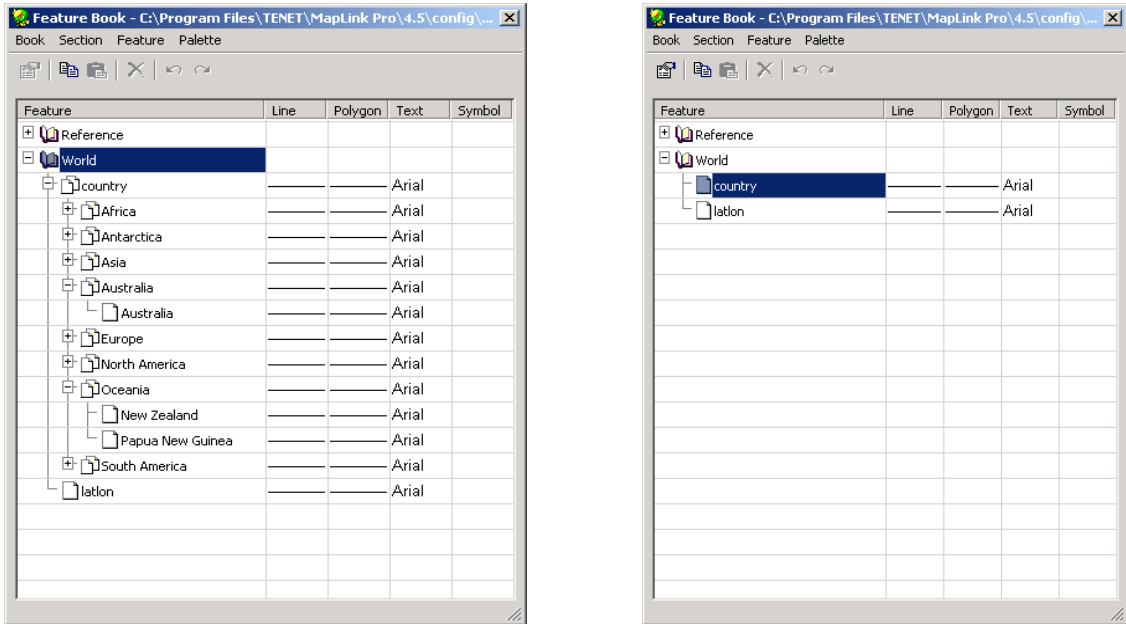 Feature Book - C:\Program Files\TENET\MapLink Pro\4.5\config\...
Book Section Feature Palette
Feature Line Polygon Text Symbol
Reference
World
country Arial
Africa Arial
Antarctica Arial
Asia Arial
Australia Arial
Australia Arial
Europe Arial
North America Arial
Oceania Arial
New Zealand Arial
Papua New Guinea Arial
South America Arial
latlon Arial
Feature Book - C:\Program Files\TENET\MapLink Pro\4.5\config\...
Book Section Feature Palette
Feature Line Polygon Text Symbol
Reference
World
country Arial
latlon Arial